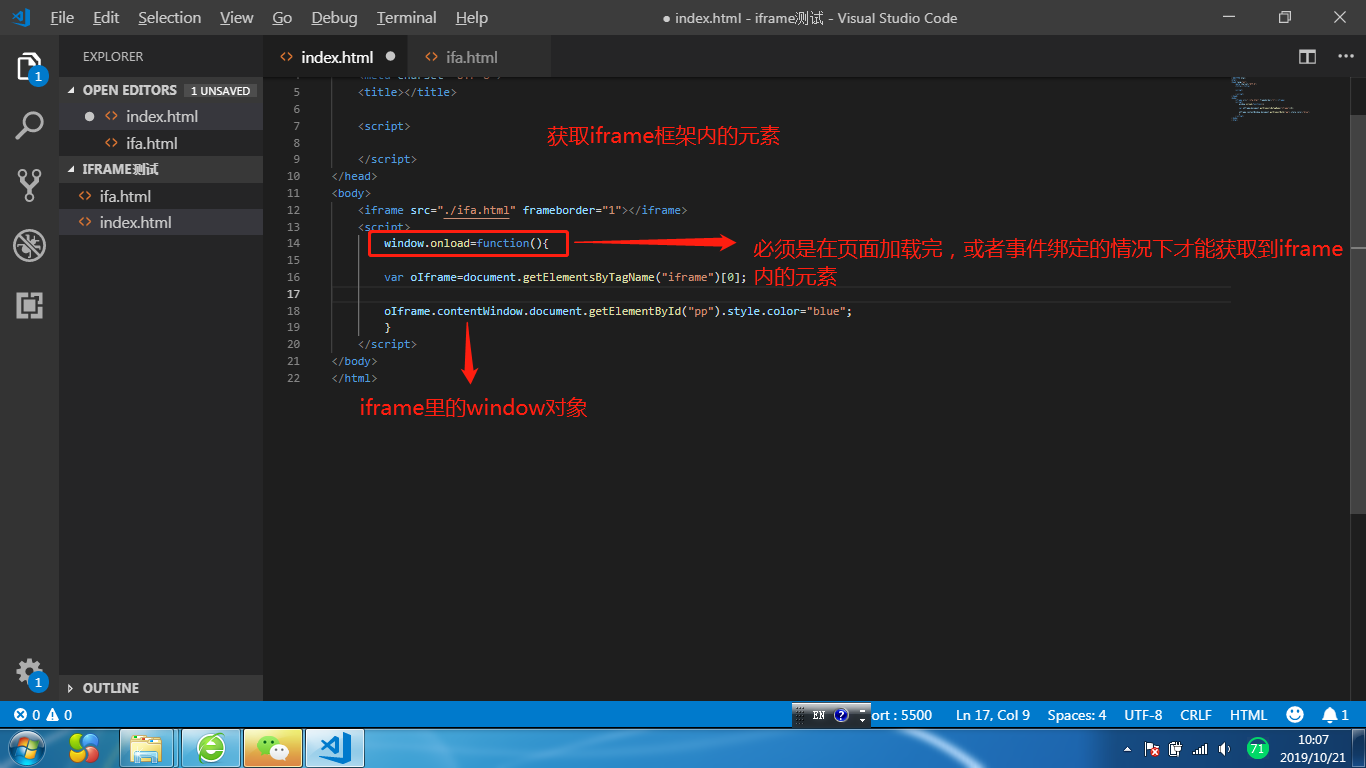 File Edit Selection View Go Debug Terminal Help
● index.html - iframe测试 - Visual Studio Code
EXPLORER
OPEN EDITORS 1 UNSAVED
index.html
ifa.html
IFRAME测试
ifa.html
index.html
OUTLINE
1
1
index.html
ifa.html
5 <title></title>
6
7 <script>
8
9 </script>
10 </head>
11 <body>
12 <iframe src="./ifa.html" frameborder="1"></iframe>
13 <script>
14 window.onload=function(){
15
16 var oIframe=document.getElementsByTagName("iframe")[0];
17
18 oIframe.contentWindow.document.getElementById("pp").style.color="blue";
19 }
20 </script>
21 </body>
22 </html>
获取iframe框架内的元素
必须是在页面加载完，或者事件绑定的情况下才能获取到iframe
内的元素
iframe里的window对象
0 0
EN ort : 5500 Ln 17, Col 9 Spaces: 4 UTF-8 CRLF HTML 1
71
10:07
2019/10/21